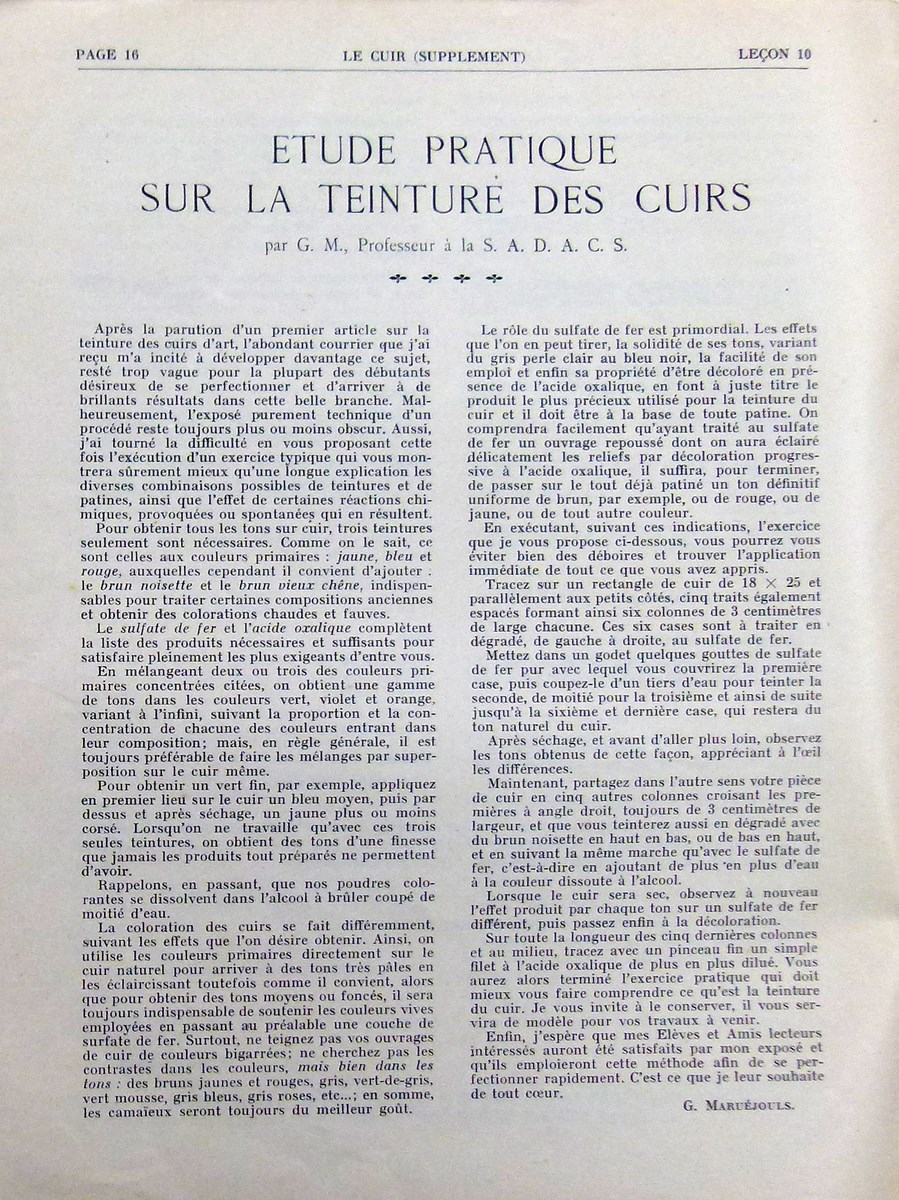 PAGE 16
LE CUIR (SUPPLEMENT)
LEÇON 10
ETUDE PRATIQUE
SUR LA TEINTURE DES CUIRS
par G. M., Professeur à la S. A. D. A. C. S.
Après la parution d'un premier article sur la
teinture des cuirs d'art, l'abondant courrier que j'ai
reçu m'a incité à développer davantage ce sujet,
resté trop vague pour la plupart des débutants
désireux de se perfectionner et d'arriver à de
brillants résultats dans cette belle branche. Mal-
heureusement, l'exposé purement technique d'un
procédé reste toujours plus ou moins obscur. Aussi,
j'ai tourné la difficulté en vous proposant cette
fois l'exécution d'un exercice typique qui vous mon-
trera sûrement mieux qu'une longue explication les
diverses combinaisons possibles de teintures et de
patines, ainsi que l'effet de certaines réactions chi-
miques, provoquées ou spontanées qui en résultent.
Pour obtenir tous les tons sur cuir, trois teintures
seulement sont nécessaires. Comme on le sait, ce
sont celles aux couleurs primaires : jaune, bleu et
rouge, auxquelles cependant il convient d'ajouter .
le brun noisette et le brun vieux chêne, indispen-
sables pour traiter certaines compositions anciennes
et obtenir des colorations chaudes et fauves.
Le sulfate de fer et l'acide oxalique complètent
la liste des produits nécessaires et suffisants pour
satisfaire pleinement les plus exigeants d'entre vous.
En mélangeant deux ou trois des couleurs pri-
maires concentrées citées, on obtient une gamme
de tons dans les couleurs vert, violet et orange,
variant à l'infini, suivant la proportion et la con-
centration de chacune des couleurs entrant dans
leur composition; mais, en règle générale, il est
toujours préférable de faire les mélanges par super-
position sur le cuir même.
Pour obtenir un vert fin, par exemple, appliquez
en premier lieu sur le cuir un bleu moyen, puis par
dessus et après séchage, un jaune plus ou moins
corsé. Lorsqu'on ne travaille qu'avec ces trois
seules teintures, on obtient des tons d'une finesse
que jamais les produits tout préparés ne permettent
d'avoir.
Rappelons, en passant, que nos poudres colo-
rantes se dissolvent dans l'alcool à brûler coupé de
moitié d'eau.
La coloration des cuirs se fait différemment,
suivant les effets que l'on désire obtenir. Ainsi, on
utilise les couleurs primaires directement sur le
cuir naturel pour arriver à des tons très pâles en
les éclaircissant toutefois comme il convient, alors
que pour obtenir des tons moyens ou foncés, il sera
toujours indispensable de soutenir les couleurs vives
employées en passant au préalable une couche de
surfate de fer. Surtout, ne teignez pas vos ouvrages
de cuir de couleurs bigarrées; ne cherchez pas les
contrastes dans les couleurs, mais bien dans les
tons : des bruns jaunes et rouges, gris, vert-de-gris,
vert mousse, gris bleus, gris roses, etc...; en somme,
les camaïeux seront toujours du meilleur goût.
Le rôle du sulfate de fer est primordial. Les effets
que l'on en peut tirer, la solidité de ses tons, variant
du gris perle clair au bleu noir, la facilité de son
emploi et enfin sa propriété d'être décoloré en pré-
sence de l'acide oxalique, en font à juste titre le
produit le plus précieux utilisé pour la teinture du
cuir et il doit être à la base de toute patine. On
comprendra facilement qu'ayant traité au sulfate
de fer un ouvrage repoussé dont on aura éclairé
délicatement les reliefs par décoloration progres-
sive à l'acide oxalique, il suffira, pour terminer,
de passer sur le tout déjà patiné un ton définitif
uniforme de brun, par exemple, ou de rouge, ou de
jaune, ou de tout autre couleur.
En exécutant, suivant ces indications, l'exercice
que je vous propose ci-dessous, vous pourrez vous
éviter bien des déboires et trouver l'application
immédiate de tout ce que vous avez appris.
Tracez sur un rectangle de cuir de 18 × 25 et
parallèlement aux petits côtés, cinq traits également
espacés formant ainsi six colonnes de 3 centimètres
de large chacune. Ces six cases sont à traiter en
dégradé, de gauche à droite, au sulfate de fer.
Mettez dans un godet quelques gouttes de sulfate
de fer pur avec lequel vous couvrirez la première
case, puis coupez-le d'un tiers d'eau pour teinter la
seconde, de moitié pour la troisième et ainsi de suite
jusqu'à la sixième et dernière case, qui restera du
ton naturel du cuir.
Après séchage, et avant d'aller plus loin, observez
les tons obtenus de cette façon, appréciant à l'œil
les différences.
Maintenant, partagez dans l'autre sens votre pièce
de cuir en cinq autres colonnes croisant les pre-
mières à angle droit, toujours de 3 centimètres de
largeur, et que vous teinterez aussi en dégradé avec
du brun noisette en haut en bas, ou de bas en haut,
et en suivant la même marche qu'avec le sulfate de
fer, c'est-à-dire en ajoutant de plus en plus d'eau
à la couleur dissoute à l'alcool.
Lorsque le cuir sera sec, observez à nouveau
l'effet produit par chaque ton sur un sulfate de fer
différent, puis passez enfin à la décoloration.
Sur toute la longueur des cinq dernières colonnes
et au milieu, tracez avec un pinceau fin un simple
filet à l'acide oxalique de plus en plus dilué. Vous
aurez alors terminé l'exercice pratique qui doit
mieux vous faire comprendre ce qu'est la teinture
du cuir. Je vous invite à le conserver, il vous ser-
vira de modèle pour vos travaux à venir.
Enfin, j'espère que mes Elèves et Amis lecteurs
intéressés auront été satisfaits par mon exposé et
qu'ils emploieront cette méthode afin de se per-
fectionner rapidement. C'est ce que je leur souhaite
de tout cœur.
G. MARUÉJOULS.